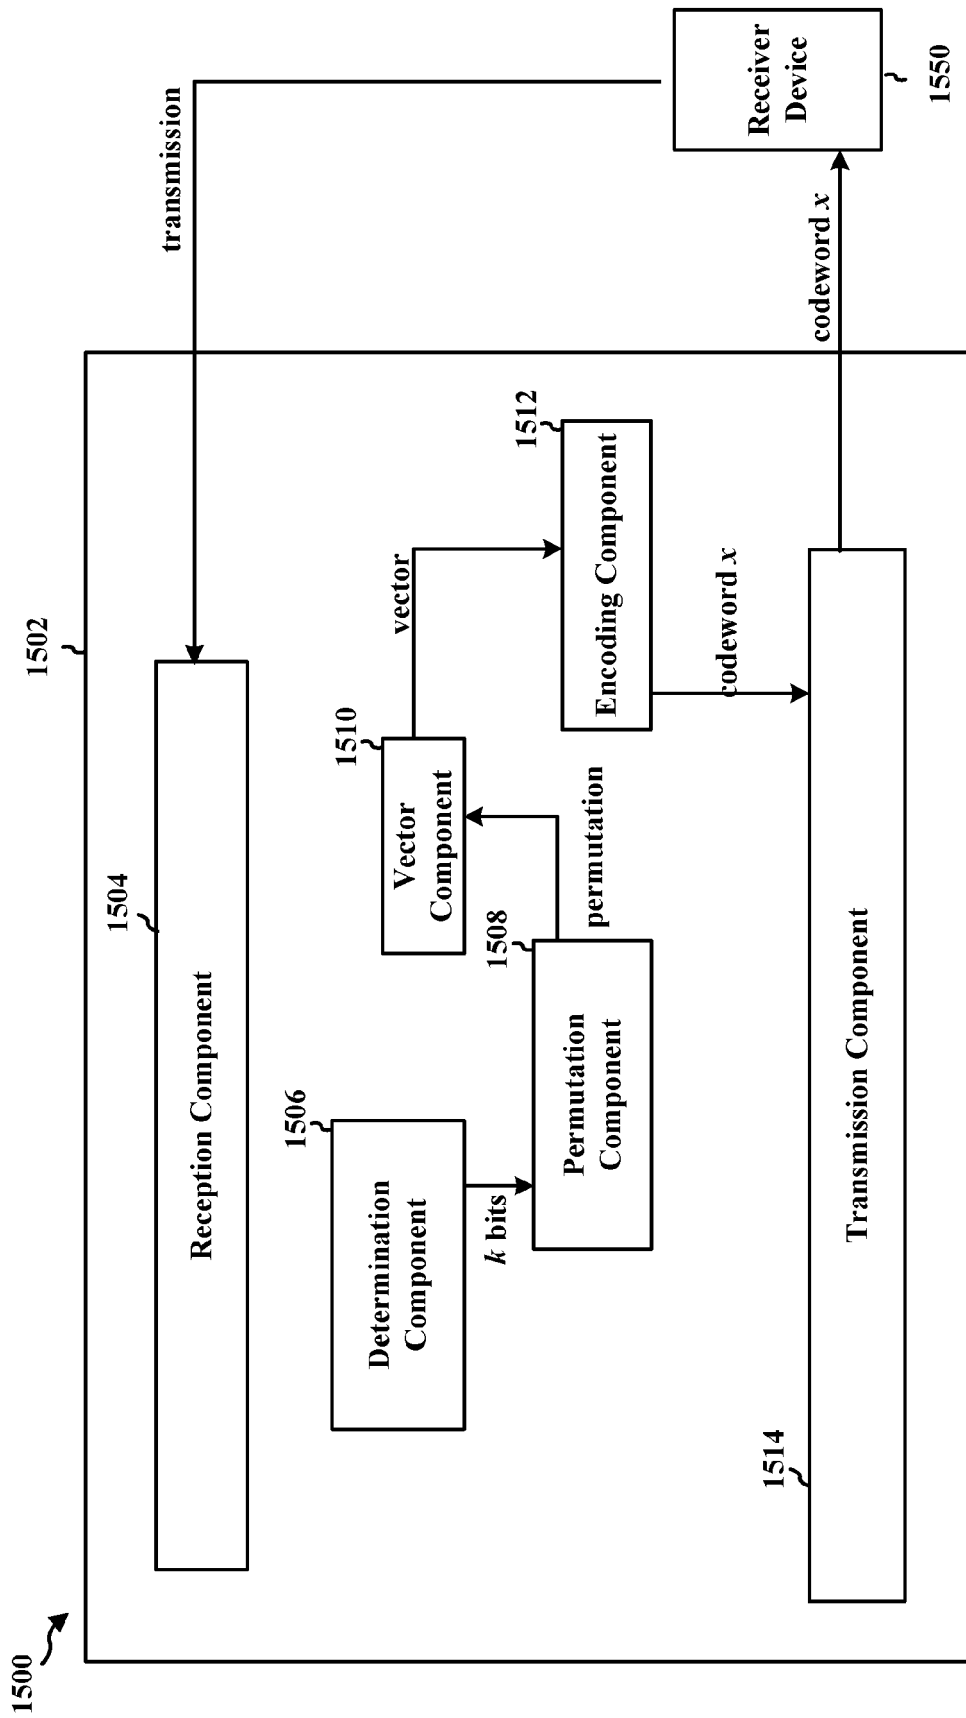 1500
1502
1504
Reception Component
transmission
1506
Determination
Component
k bits
1508
Permutation
Component
permutation
1510
Vector
Component
vector
1512
Encoding Component
codeword x
1514
Transmission Component
codeword x
Receiver
Device
1550